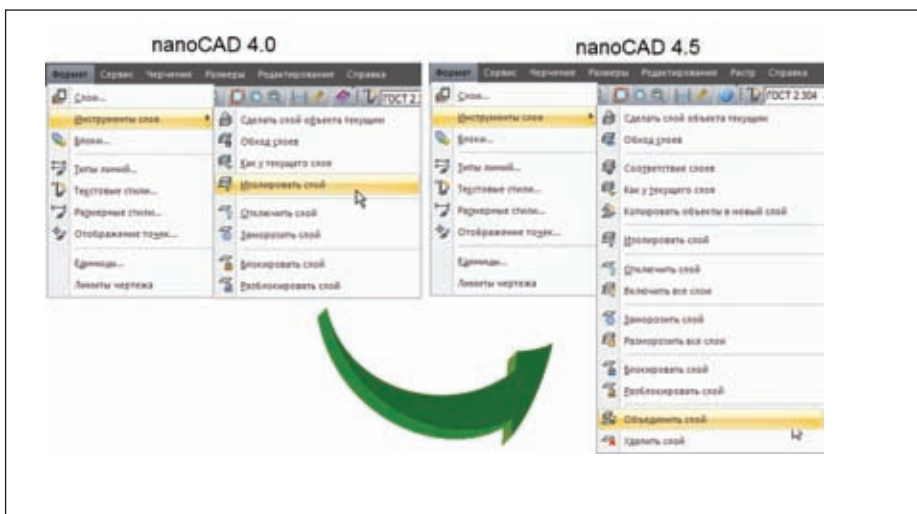 nanoCAD 4.0
Формат Сервис Черчение Размеры Редактирование Справка
Слои...
ГОСТ 2.3
Инструменты слоя
Сделать слой объекта текущим
Блоки...
Обход слоев
Типы линий...
Как у текущего слоя
Текстовые стили...
Изолировать слой
Размерные стили...
Отключить слой
Отображение точек...
Заморозить слой
Единицы...
Блокировать слой
Лимиты чертежа
Разблокировать слой
nanoCAD 4.5
Формат Сервис Черчение Размеры Редактирование Растр Справка
Слои...
ГОСТ 2.304
Инструменты слоя
Сделать слой объекта текущим
Блоки...
Обход слоев
Типы линий...
Соответствие слоев
Текстовые стили...
Как у текущего слоя
Размерные стили...
Копировать объекты в новый слой
Отображение точек...
Изолировать слой
Единицы...
Отключить слой
Лимиты чертежа
Включить все слои
Заморозить слой
Разморозить все слои
Блокировать слой
Разблокировать слой
Объединить слой
Удалить слой